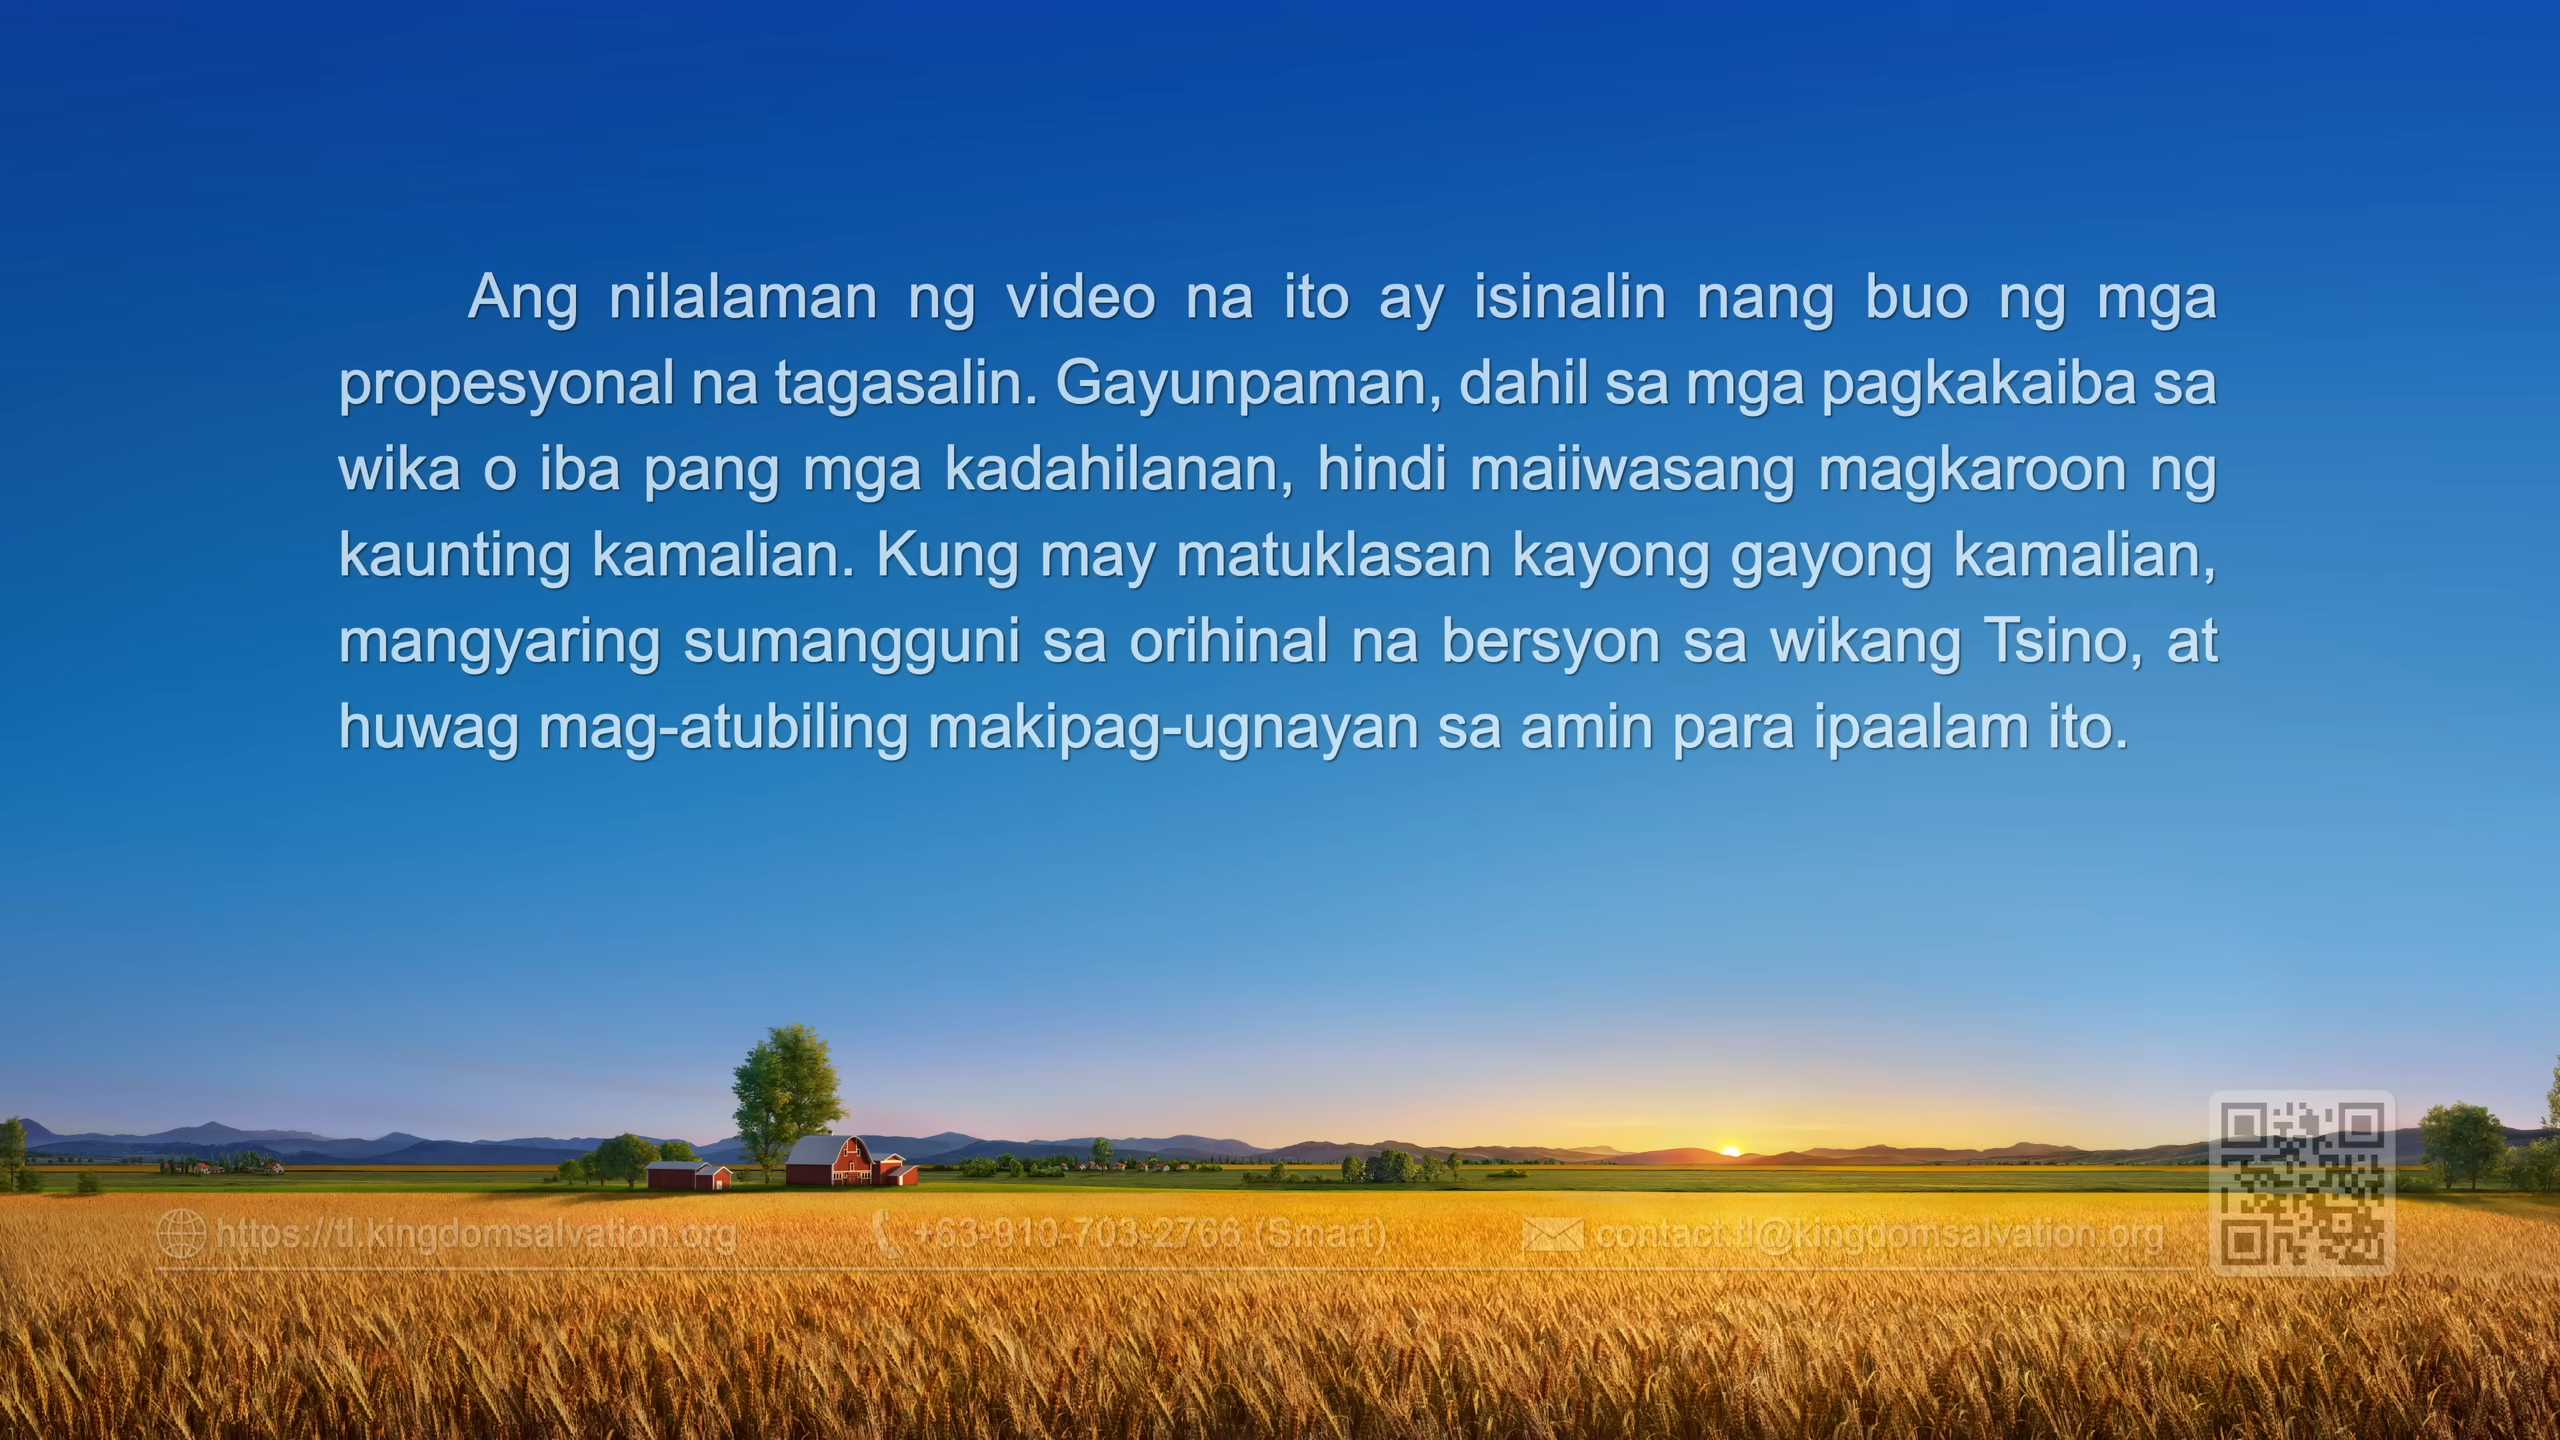 Ang nilalaman ng video na ito ay isinalin nang buo ng mga
propesyonal na tagasalin. Gayunpaman, dahil sa mga pagkakaiba sa
wika o iba pang mga kadahilanan, hindi maiiwasang magkaroon ng
kaunting kamalian. Kung may matuklasan kayong gayong kamalian,
mangyaring sumangguni sa orihinal na bersyon sa wikang Tsino, at
huwag mag-atubiling makipag-ugnayan sa amin para ipaalam ito.
https://tl.kingdomsalvation.org +63-910-703-2766 (Smart) contact.tl@kingdomsalvation.org